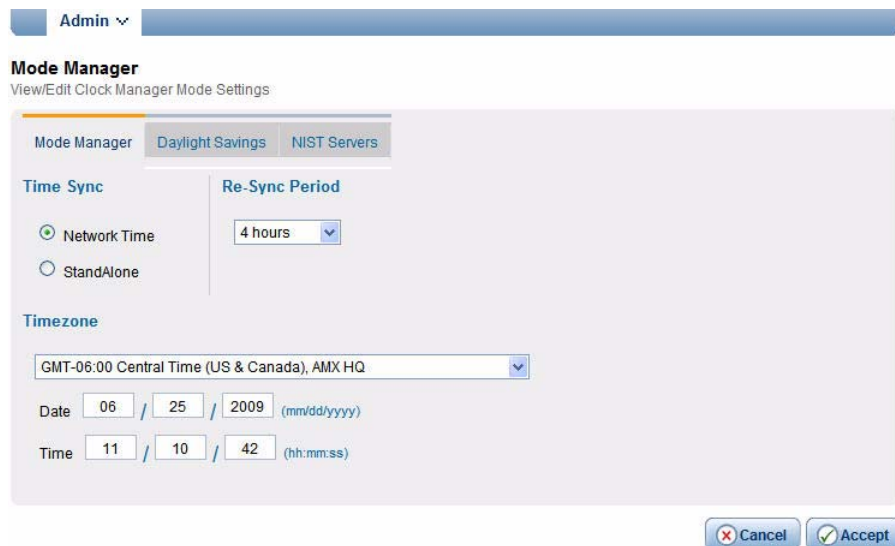 Admin
Mode Manager
View/Edit Clock Manager Mode Settings
Mode Manager Daylight Savings NIST Servers
Time Sync Re-Sync Period
Network Time 4 hours
StandAlone
Timezone
GMT-06:00 Central Time (US & Canada), AMX HQ
Date 06 / 25 / 2009 (mm/dd/yyyy)
Time 11 / 10 / 42 (hh:mm:ss)
Cancel Accept